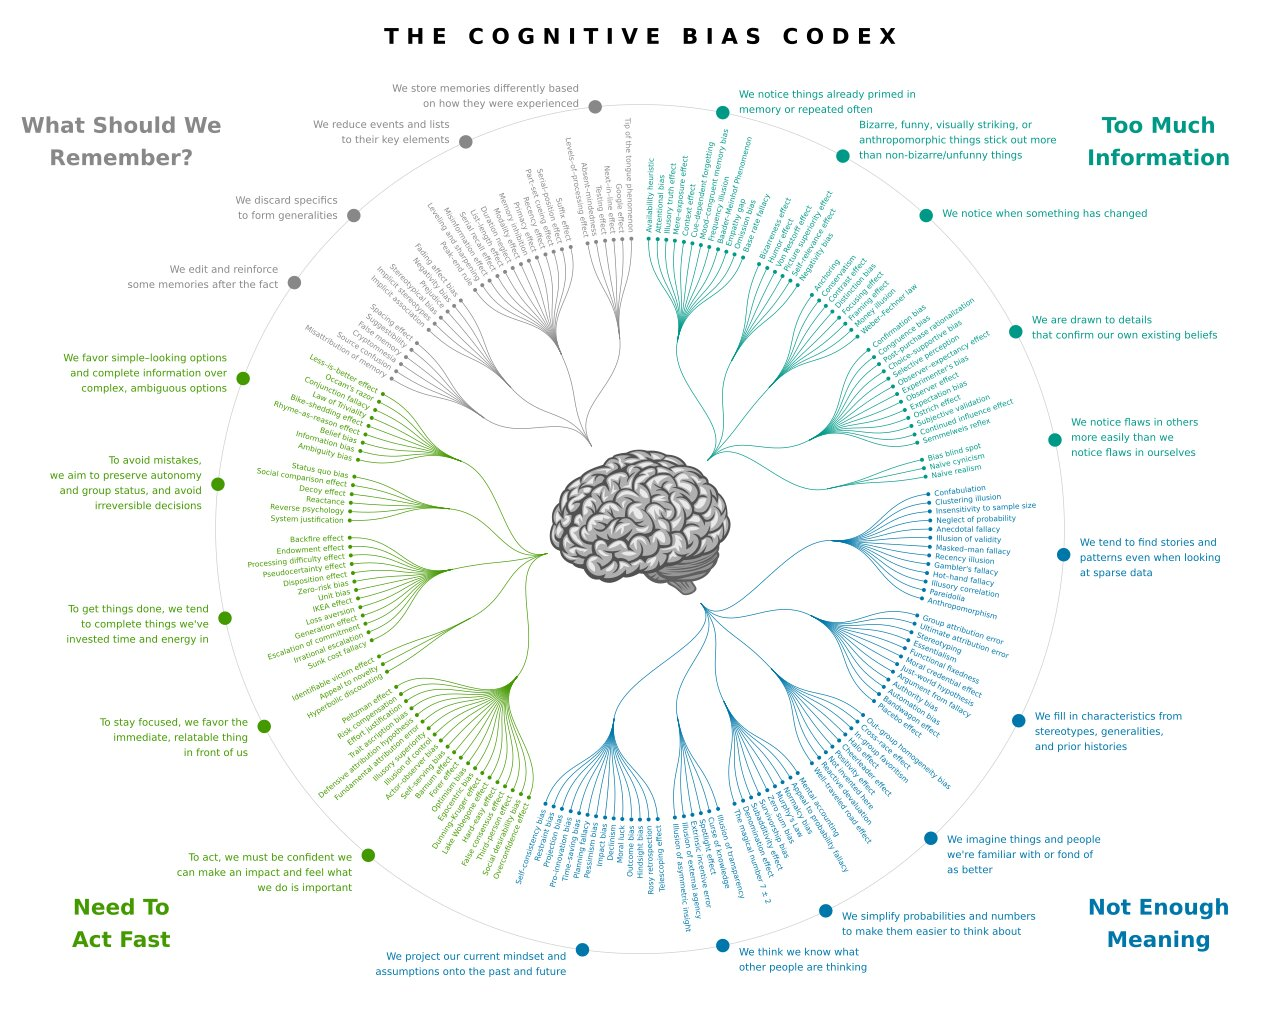 THE COGNITIVE BIAS CODEX
What Should We
Remember?
We store memories differently based
on how they were experienced
We reduce events and lists
to their key elements
We discard specifics
to form generalities
We edit and reinforce
some memories after the fact
Tip of the tongue phenomenon
Google effect
Next-in-line effect
Testing effect
Absent-mindedness
Levels-of-processing effect
Suffix effect
Serial-position effect
Part-set cueing effect
Recency effect
Primacy effect
Memory inhibition
Modality effect
Duration neglect
List-length effect
Serial recall effect
Misinformation effect
Leveling and sharpening
Peak-end rule
Fading affect bias
Negativity bias
Prejudice
Stereotypical bias
Implicit stereotypes
Implicit association
Spacing effect
Suggestibility
False memory
Cryptomnesia
Source confusion
Misattribution of memory
Too Much
Information
We notice things already primed in
memory or repeated often
Bizarre, funny, visually striking, or
anthropomorphic things stick out more
than non-bizarre/unfunny things
We notice when something has changed
We are drawn to details
that confirm our own existing beliefs
We notice flaws in others
more easily than we
notice flaws in ourselves
Availability heuristic
Attentional bias
Illusory truth effect
Mere-exposure effect
Context effect
Cue-dependent forgetting
Mood-congruent memory bias
Frequency illusion
Baader-Meinhof Phenomenon
Empathy gap
Omission bias
Base rate fallacy
Bizarreness effect
Humor effect
Von Restorff effect
Picture superiority effect
Self-relevance effect
Negativity bias
Anchoring
Conservatism
Contrast effect
Distinction bias
Focusing effect
Framing effect
Money illusion
Weber–Fechner law
Confirmation bias
Congruence bias
Post-purchase rationalization
Choice-supportive bias
Selective perception
Observer-expectancy effect
Experimenter's bias
Observer effect
Expectation bias
Ostrich effect
Subjective validation
Continued influence effect
Semmelweis reflex
Bias blind spot
Naïve cynicism
Naïve realism
Not Enough
Meaning
We tend to find stories and
patterns even when looking
at sparse data
We fill in characteristics from
stereotypes, generalities,
and prior histories
We imagine things and people
we're familiar with or fond of
as better
We simplify probabilities and numbers
to make them easier to think about
We think we know what
other people are thinking
We project our current mindset and
assumptions onto the past and future
Confabulation
Clustering illusion
Insensitivity to sample size
Neglect of probability
Anecdotal fallacy
Illusion of validity
Masked-man fallacy
Recency illusion
Gambler's fallacy
Hot-hand fallacy
Illusory correlation
Pareidolia
Anthropomorphism
Group attribution error
Ultimate attribution error
Stereotyping
Essentialism
Functional fixedness
Moral credential effect
Just-world hypothesis
Argument from fallacy
Authority bias
Automation bias
Bandwagon effect
Placebo effect
Out-group homogeneity bias
Cross-race effect
In-group favoritism
Halo effect
Cheerleader effect
Positivity effect
Not invented here
Reactive devaluation
Well-traveled road effect
Mental accounting
Appeal to probability fallacy
Normalcy bias
Murphy's Law
Zero sum bias
Survivorship bias
Subadditivity effect
Denomination effect
The magical number 7 ± 2
Illusion of transparency
Curse of knowledge
Spotlight effect
Extrinsic incentive error
Illusion of external agency
Illusion of asymmetric insight
Telescoping effect
Rosy retrospection
Hindsight bias
Outcome bias
Moral luck
Declinism
Impact bias
Pessimism bias
Planning fallacy
Time-saving bias
Pro-innovation bias
Projection bias
Restraint bias
Self-consistency bias
Need To
Act Fast
We favor simple–looking options
and complete information over
complex, ambiguous options
To avoid mistakes,
we aim to preserve autonomy
and group status, and avoid
irreversible decisions
To get things done, we tend
to complete things we've
invested time and energy in
To stay focused, we favor the
immediate, relatable thing
in front of us
To act, we must be confident we
can make an impact and feel what
we do is important
Less–is–better effect
Occam's razor
Conjunction fallacy
Law of Triviality
Bike–shedding effect
Rhyme–as–reason effect
Belief bias
Information bias
Ambiguity bias
Status quo bias
Social comparison effect
Decoy effect
Reactance
Reverse psychology
System justification
Backfire effect
Endowment effect
Processing difficulty effect
Pseudocertainty effect
Disposition effect
Zero–risk bias
Unit bias
IKEA effect
Loss aversion
Generation effect
Escalation of commitment
Irrational escalation
Sunk cost fallacy
Identifiable victim effect
Appeal to novelty
Hyperbolic discounting
Peltzman effect
Risk compensation
Effort justification
Trait ascription bias
Defensive attribution hypothesis
Fundamental attribution error
Illusory superiority
Illusion of control
Actor-observer bias
Self-serving bias
Barnum effect
Forer effect
Optimism bias
Egocentric bias
Dunning-Kruger effect
Lake Wobegone effect
Hard-easy effect
False consensus effect
Third-person effect
Social desirability bias
Overconfidence effect